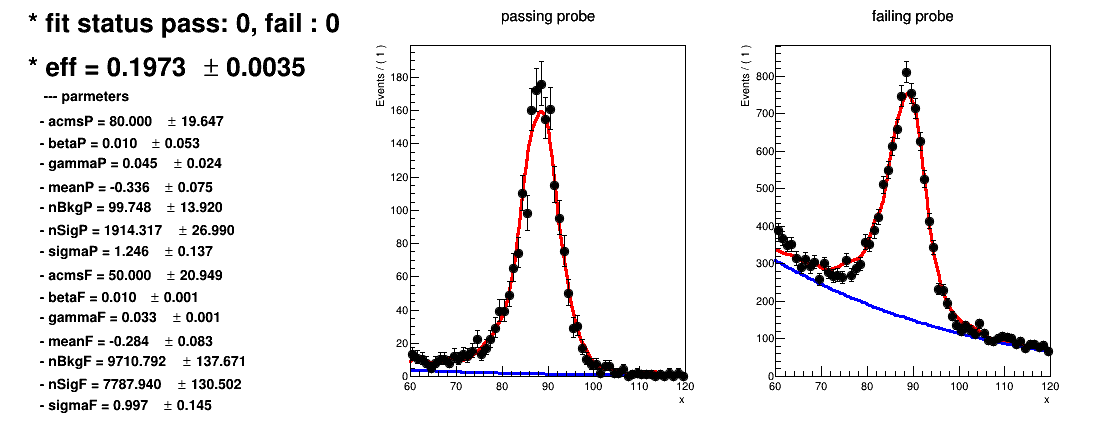 * fit status pass: 0, fail : 0
* eff = 0.1973 ± 0.0035
--- parmeters
- acmsP = 80.000 ± 19.647
- betaP = 0.010 ± 0.053
- gammaP = 0.045 ± 0.024
- meanP = -0.336 ± 0.075
- nBkgP = 99.748 ± 13.920
- nSigP = 1914.317 ± 26.990
- sigmaP = 1.246 ± 0.137
- acmsF = 50.000 ± 20.949
- betaF = 0.010 ± 0.001
- gammaF = 0.033 ± 0.001
- meanF = -0.284 ± 0.083
- nBkgF = 9710.792 ± 137.671
- nSigF = 7787.940 ± 130.502
- sigmaF = 0.997 ± 0.145
passing probe
Events / ( 1 )
180
160
140
120
100
80
60
40
20
0
60 70 80 90 100 110 120
x
failing probe
Events / ( 1 )
800
700
600
500
400
300
200
100
0
60 70 80 90 100 110 120
x